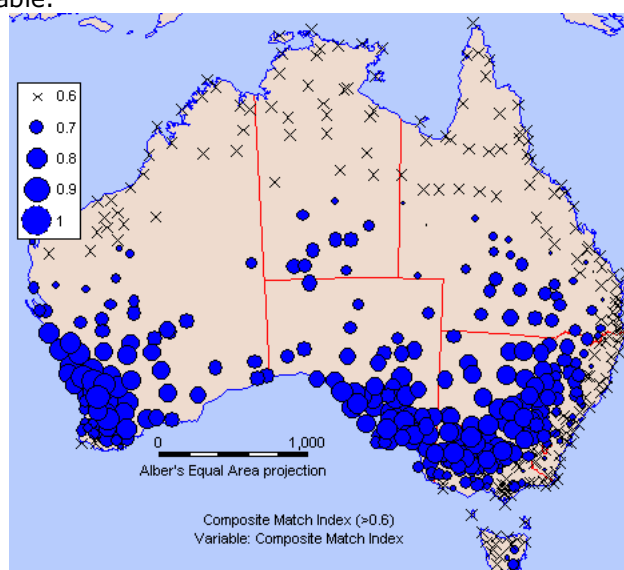 able.
× 0.6
0.7
0.8
0.9
1
0 1,000
Alber's Equal Area projection
Composite Match Index (>0.6)
Variable: Composite Match Index